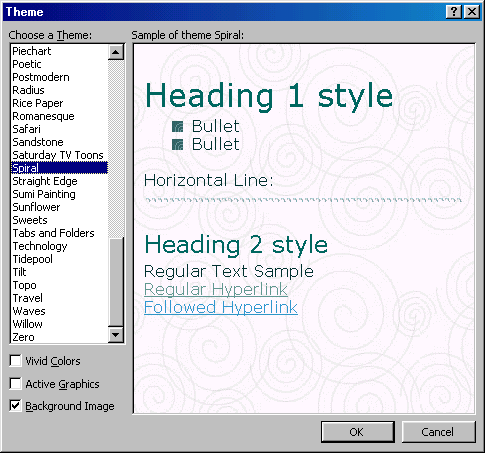 Theme
Choose a Theme:
Piechart
Poetic
Postmodern
Radius
Rice Paper
Romanesque
Safari
Sandstone
Saturday TV Toons
Spiral
Straight Edge
Sumi Painting
Sunflower
Sweets
Tabs and Folders
Technology
Tidepool
Tilt
Topo
Travel
Waves
Willow
Zero
Vivid Colors
Active Graphics
Background Image
Sample of theme Spiral:
Heading 1 style
Bullet
Bullet
Horizontal Line:
Heading 2 style
Regular Text Sample
Regular Hyperlink
Followed Hyperlink
OK
Cancel